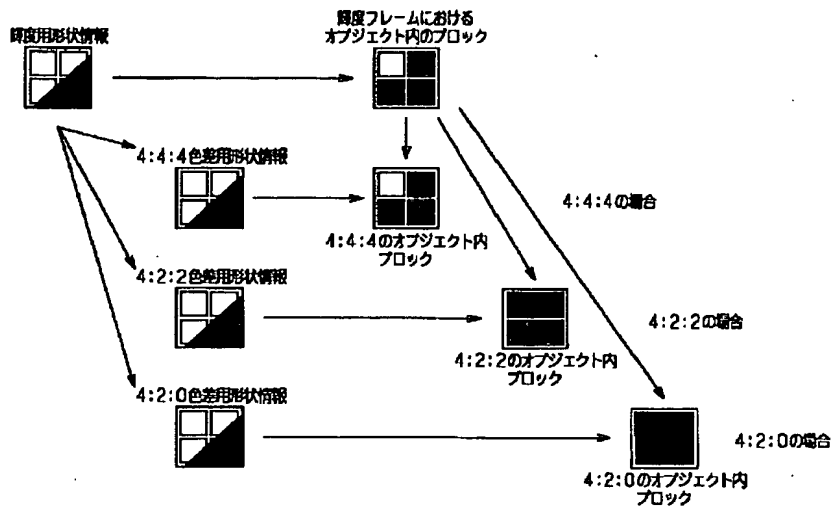 輝度フレームにおける
オブジェクト内のブロック
輝度用形状情報
4:4:4色差用形状情報
4:4:4のオブジェクト内
ブロック
4:4:4の場合
4:2:2色差用形状情報
4:2:2のオブジェクト内
ブロック
4:2:2の場合
4:2:0色差用形状情報
4:2:0のオブジェクト内
ブロック
4:2:0の場合